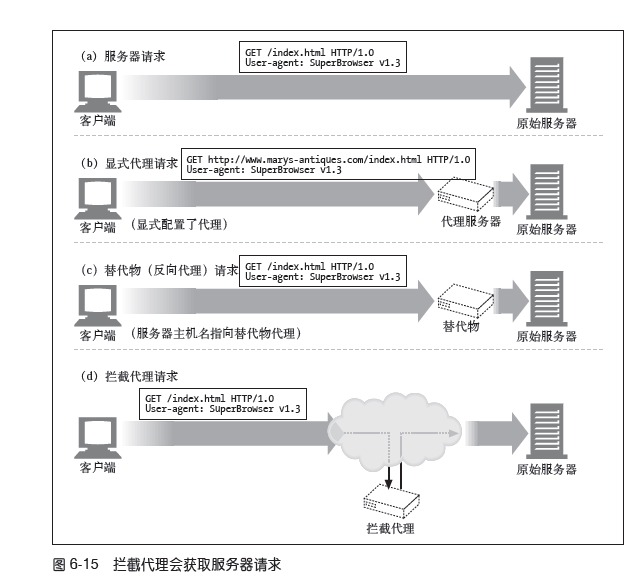 (a) 服务器请求
GET /index.html HTTP/1.0
User-agent: SuperBrowser v1.3
客户端
原始服务器
(b) 显式代理请求
GET http://www.marys-antiques.com/index.html HTTP/1.0
User-agent: SuperBrowser v1.3
客户端
(显式配置了代理)
代理服务器
原始服务器
(c) 替代物（反向代理）请求
GET /index.html HTTP/1.0
User-agent: SuperBrowser v1.3
客户端
(服务器主机名指向替代物代理)
替代物
原始服务器
(d) 拦截代理请求
GET /index.html HTTP/1.0
User-agent: SuperBrowser v1.3
客户端
原始服务器
拦截代理
图 6-15 拦截代理会获取服务器请求